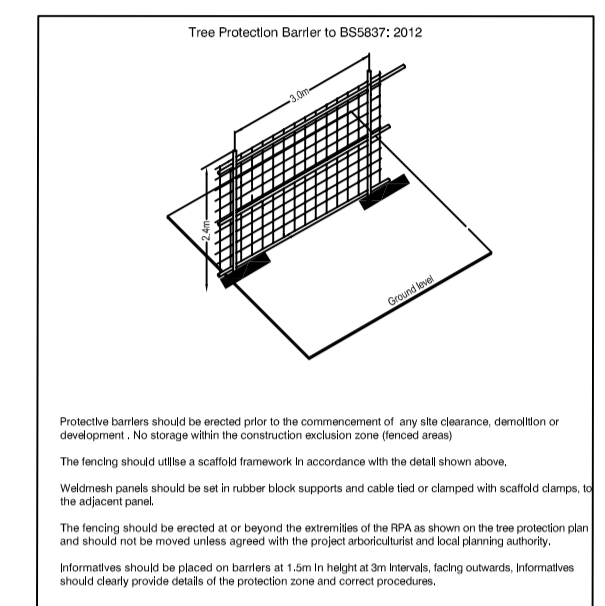 Tree Protection Barrier to BS5837: 2012
3.0m
2.4m
Ground level
Protective barriers should be erected prior to the commencement of any site clearance, demolition or
development . No storage within the construction exclusion zone (fenced areas)
The fencing should utilise a scaffold framework in accordance with the detail shown above.
Weldmesh panels should be set in rubber block supports and cable tied or clamped with scaffold clamps, to
the adjacent panel.
The fencing should be erected at or beyond the extremities of the RPA as shown on the tree protection plan
and should not be moved unless agreed with the project arboriculturist and local planning authority.
Informatives should be placed on barriers at 1.5m in height at 3m intervals, facing outwards, Informatives
should clearly provide details of the protection zone and correct procedures.